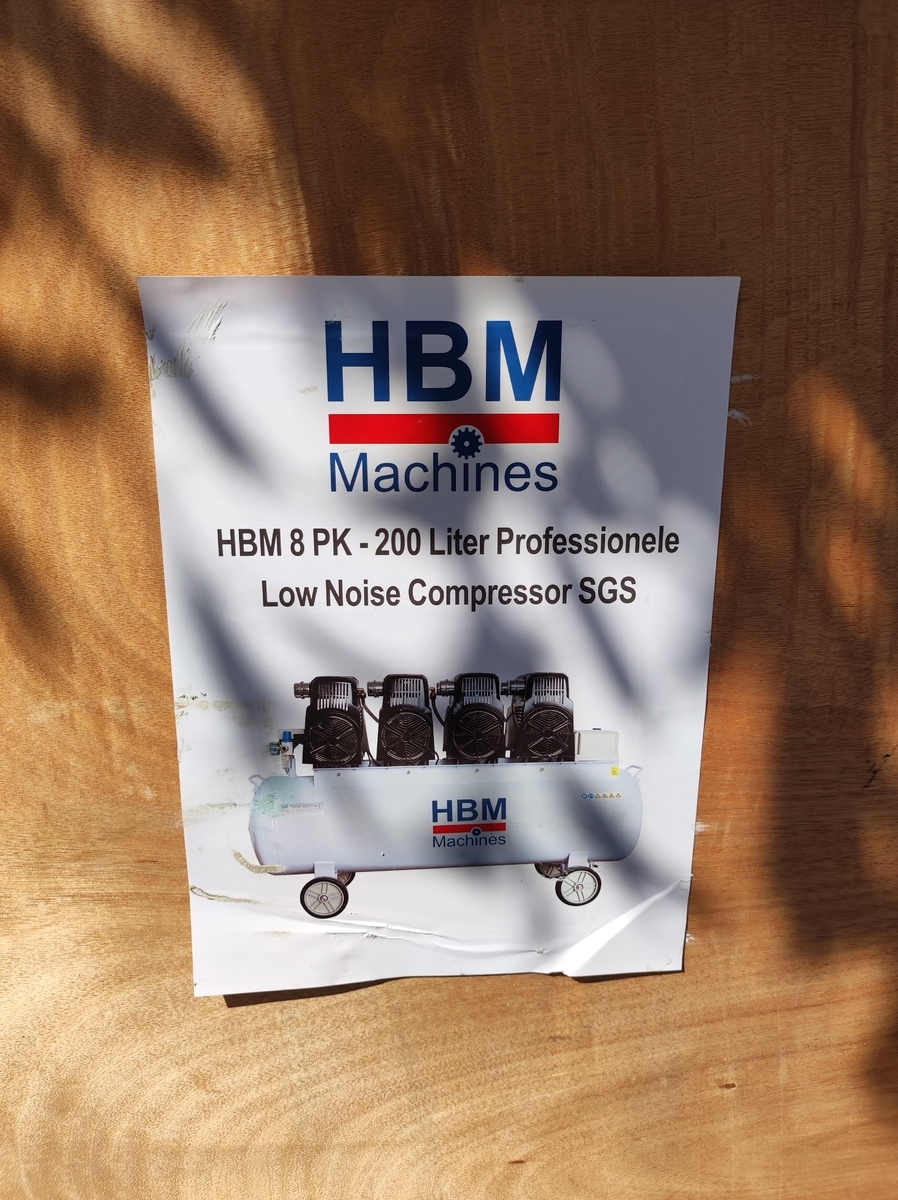 HBM
Machines
HBM 8 PK - 200 Liter Professionele
Low Noise Compressor SGS
HBM
Machines